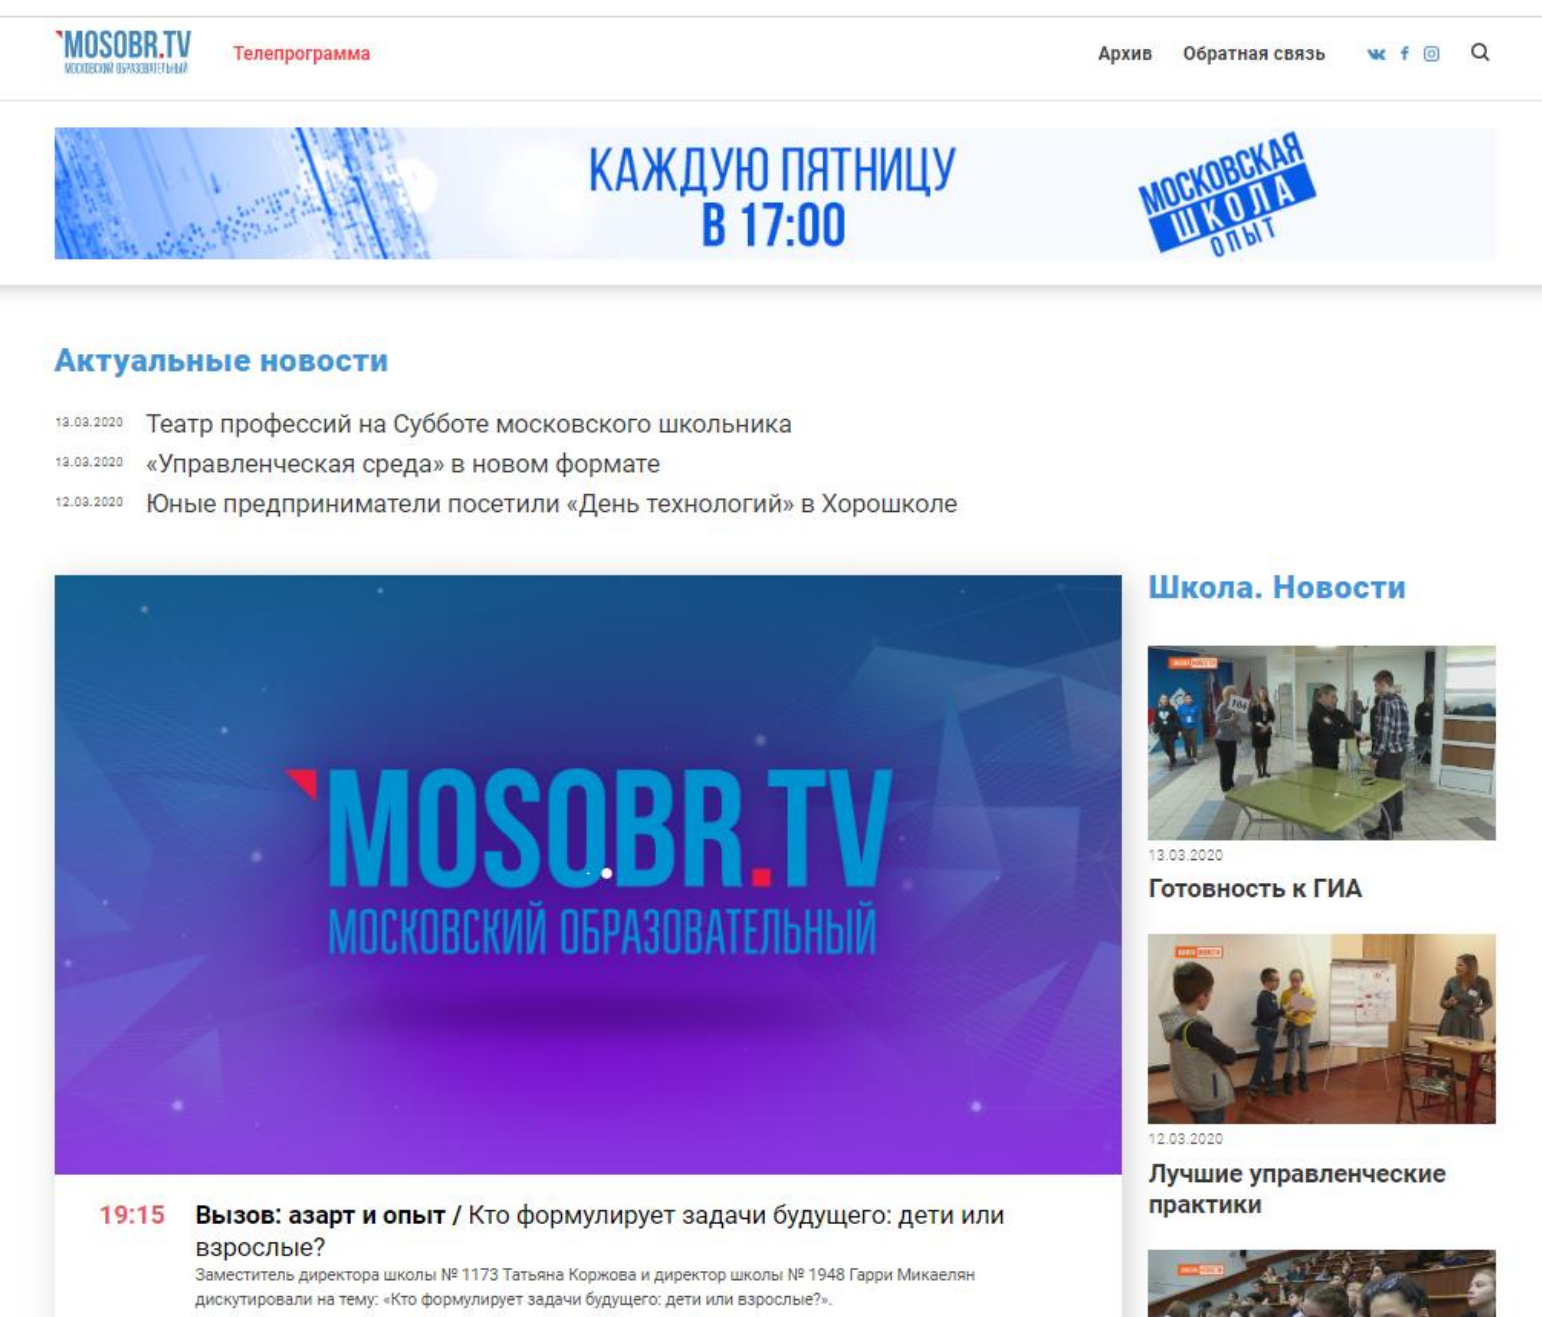 MOSOBR.TV
МОСКОВСКИЙ ОБРАЗОВАТЕЛЬНЫЙ
Телепрограмма
Архив
Обратная связь
КАЖДУЮ ПЯТНИЦУ
В 17:00
МОСКОВСКАЯ
ШКОЛА
ОПЫТ
Актуальные новости
13.03.2020 Театр профессий на Субботе московского школьника
13.03.2020 «Управленческая среда» в новом формате
12.03.2020 Юные предприниматели посетили «День технологий» в Хорошколе
MOSOBR.TV
МОСКОВСКИЙ ОБРАЗОВАТЕЛЬНЫЙ
19:15 Вызов: азарт и опыт / Кто формулирует задачи будущего: дети или
взрослые?
Заместитель директора школы № 1173 Татьяна Коржова и директор школы № 1948 Гарри Микаелян
дискутировали на тему: «Кто формулирует задачи будущего: дети или взрослые?».
Школа. Новости
104
13.03.2020
Готовность к ГИА
12.03.2020
Лучшие управленческие
практики